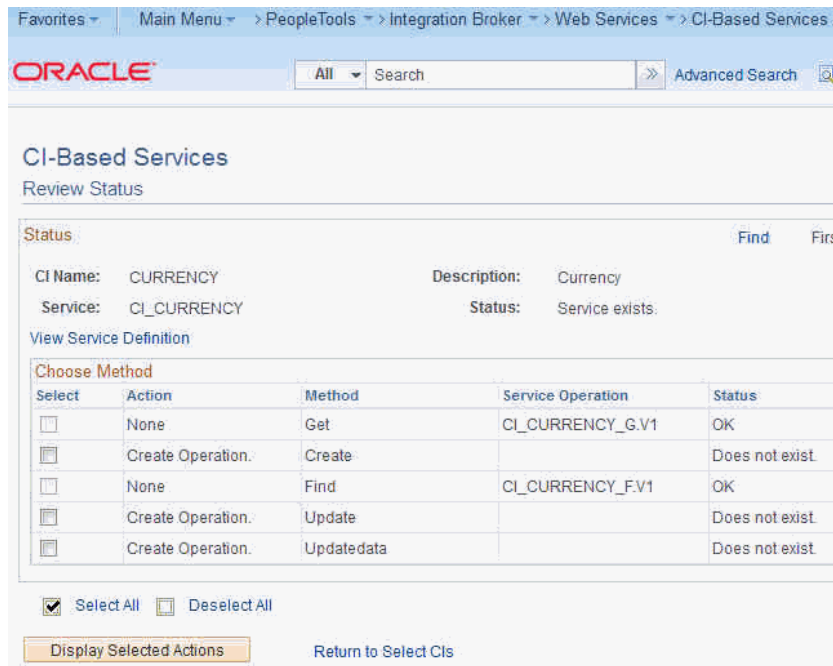 Favorites Main Menu > PeopleTools > Integration Broker > Web Services > CI-Based Services
ORACLE All Search >> Advanced Search
CI-Based Services
Review Status
Status Find
CI Name: CURRENCY Description: Currency
Service: CI_CURRENCY Status: Service exists.
View Service Definition
Choose Method
Select Action Method Service Operation Status
None Get CI_CURRENCY_G.V1 OK
Create Operation. Create Does not exist.
None Find CI_CURRENCY_F.V1 OK
Create Operation. Update Does not exist.
Create Operation. Updatedata Does not exist.
Select All Deselect All
Display Selected Actions Return to Select CIs